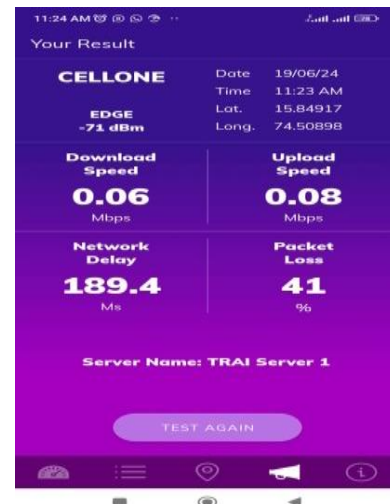 11:24 AM
Your Result
CELLONE
EDGE
-71 dBm
Date 19/06/24
Time 11:23 AM
Lat. 15.84917
Long. 74.50898
Download
Speed
0.06
Mbps
Upload
Speed
0.08
Mbps
Network
Delay
189.4
Ms
Packet
Loss
41
%
Server Name: TRAI Server 1
TEST AGAIN